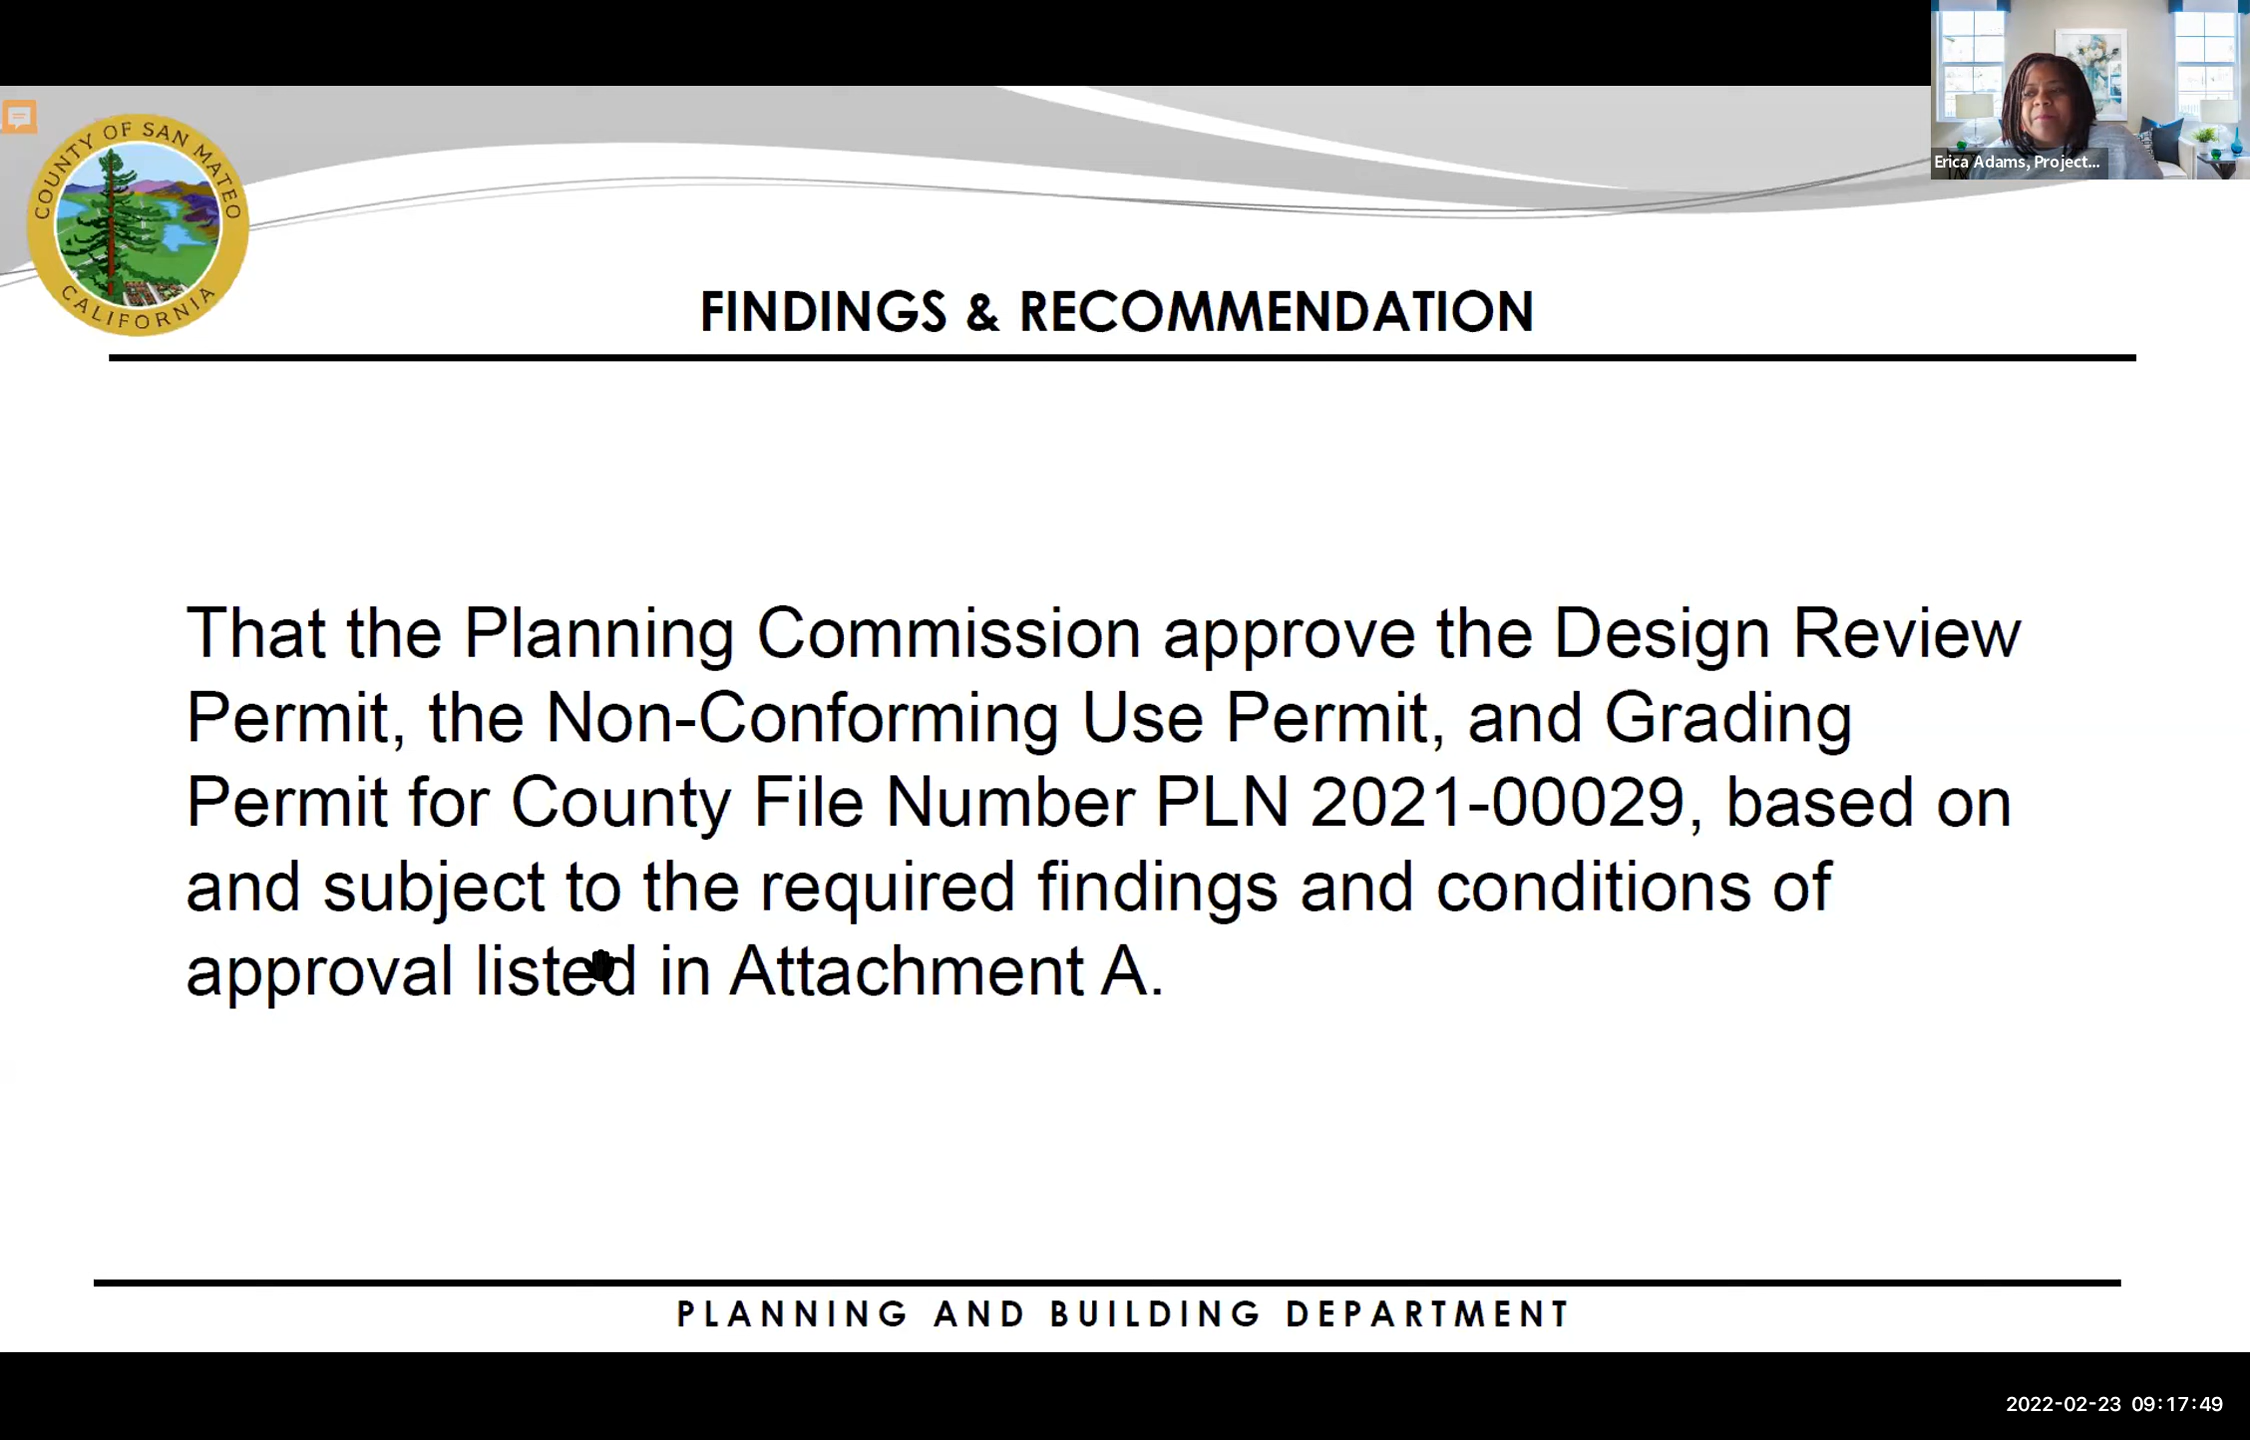 Erica Adams, Project...
COUNTY OF SAN MATEO
CALIFORNIA
FINDINGS & RECOMMENDATION
That the Planning Commission approve the Design Review
Permit, the Non-Conforming Use Permit, and Grading
Permit for County File Number PLN 2021-00029, based on
and subject to the required findings and conditions of
approval listed in Attachment A.
PLANNING AND BUILDING DEPARTMENT
2022-02-23 09:17:49